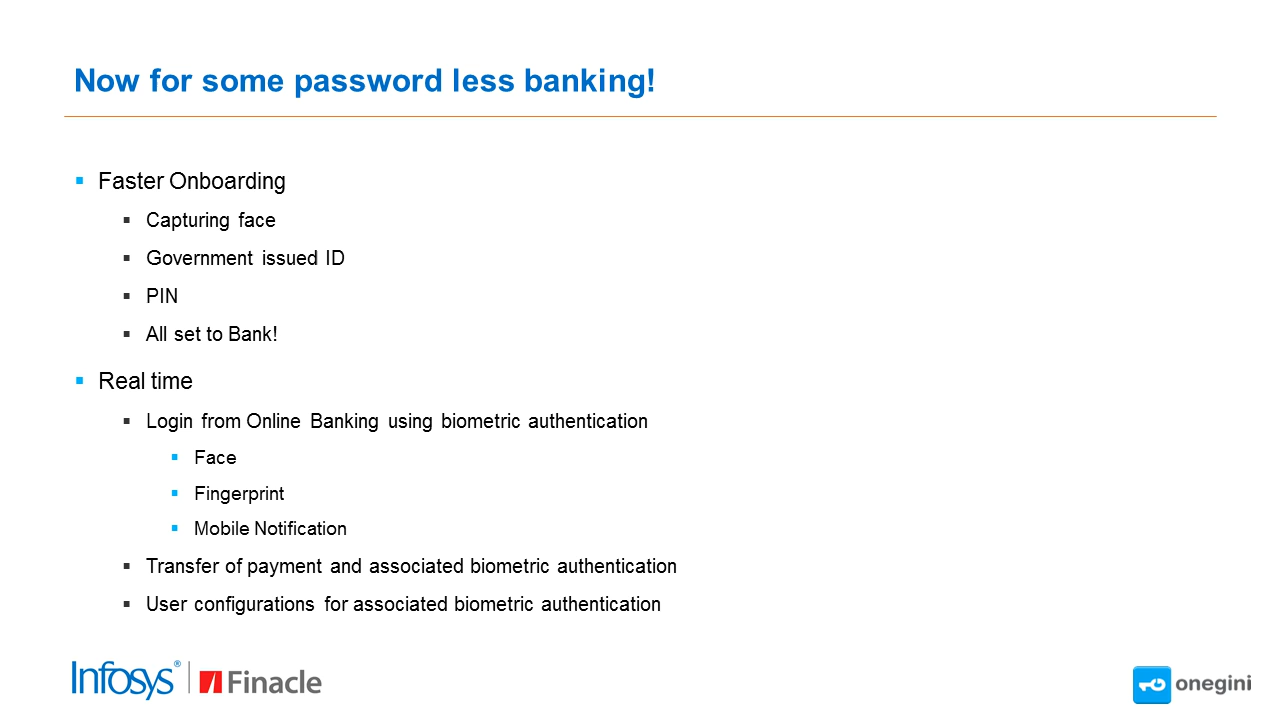 Now for some password less banking!
Faster Onboarding
Capturing face
Government issued ID
PIN
All set to Bank!
Real time
Login from Online Banking using biometric authentication
Face
Fingerprint
Mobile Notification
Transfer of payment and associated biometric authentication
User configurations for associated biometric authentication
Infosys® | Finacle
onegini